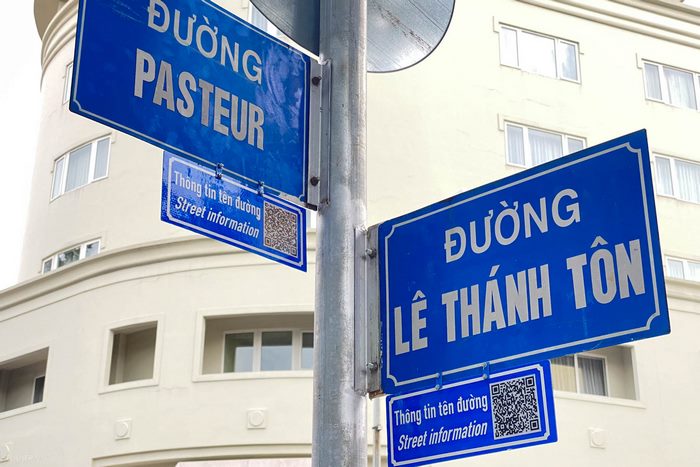 ĐƯỜNG
PASTEUR
Thông tin tên đường
Street information
ĐƯỜNG
LÊ THÁNH TÔN
Thông tin tên đường
Street information